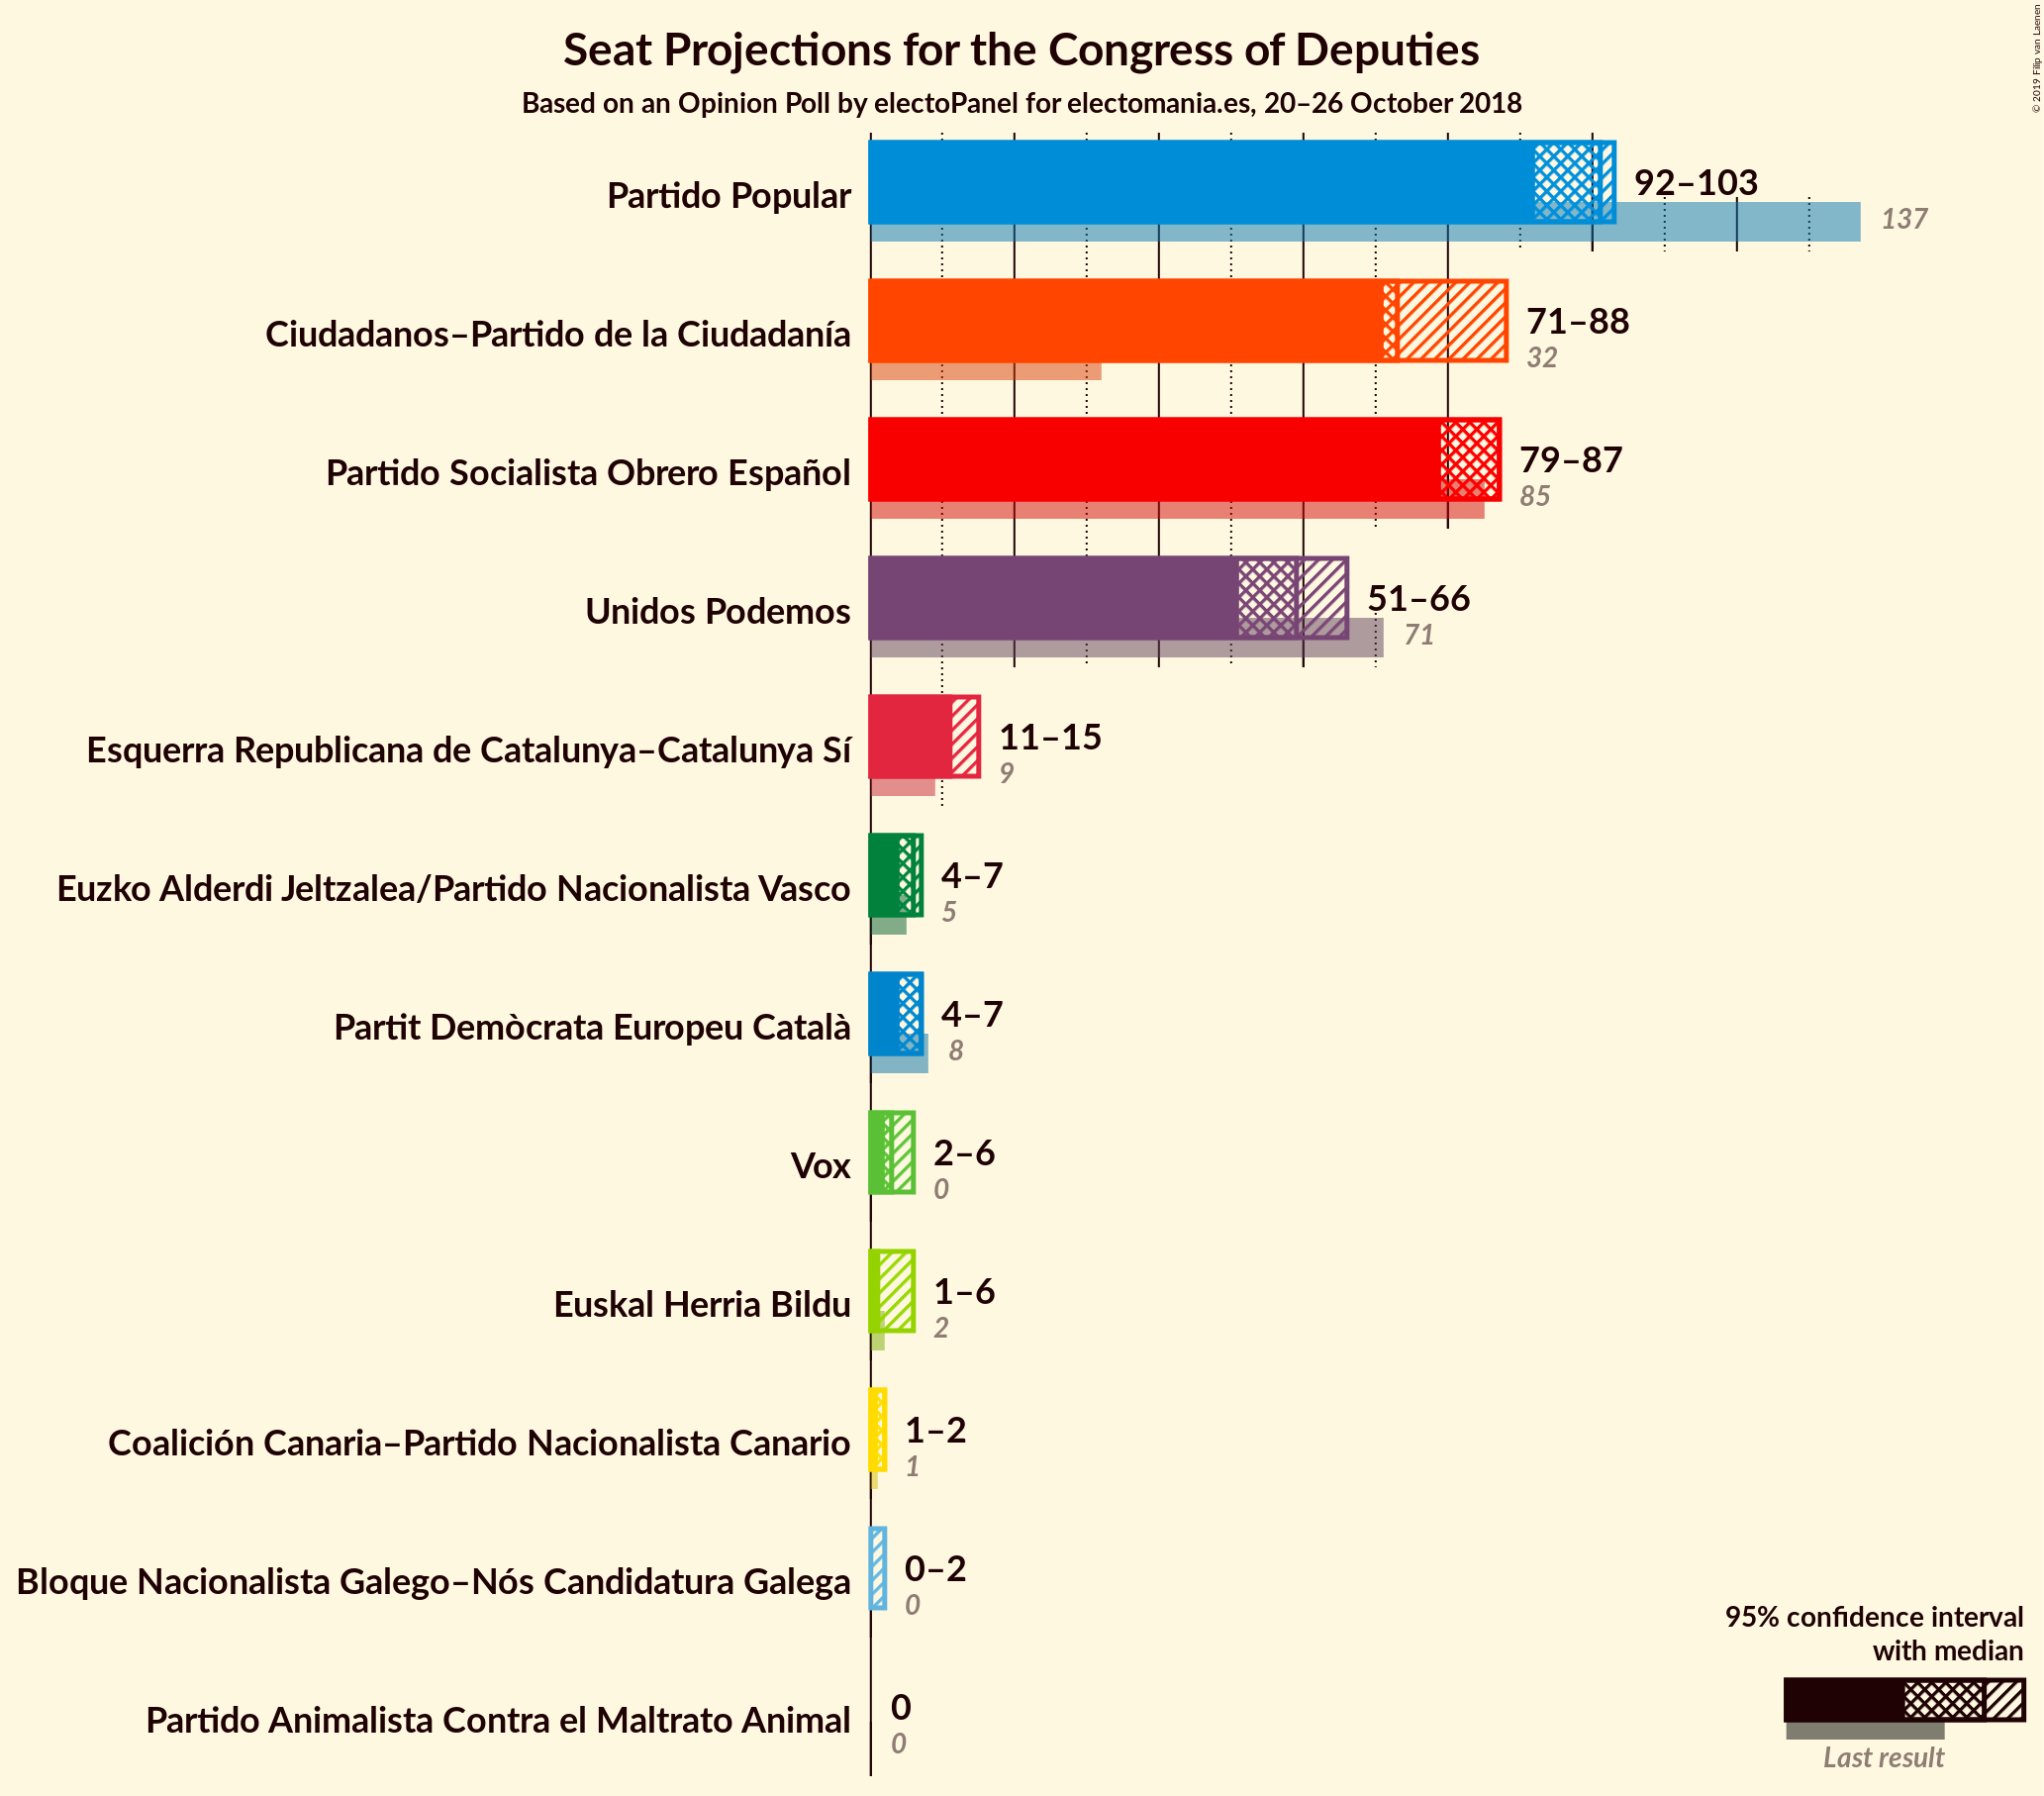 Seat Projections for the Congress of Deputies
Based on an Opinion Poll by electoPanel for electomania.es, 20–26 October 2018
© 2019 Filip van Laenen
Partido Popular
92–103
137
Ciudadanos–Partido de la Ciudadanía
71–88
32
Partido Socialista Obrero Español
79–87
85
Unidos Podemos
51–66
71
Esquerra Republicana de Catalunya–Catalunya Sí
11–15
9
Euzko Alderdi Jeltzalea/Partido Nacionalista Vasco
4–7
5
Partit Demòcrata Europeu Català
4–7
8
Vox
2–6
0
Euskal Herria Bildu
1–6
2
Coalición Canaria–Partido Nacionalista Canario
1–2
1
Bloque Nacionalista Galego–Nós Candidatura Galega
0–2
0
Partido Animalista Contra el Maltrato Animal
0
0
95% confidence interval
with median
Last result